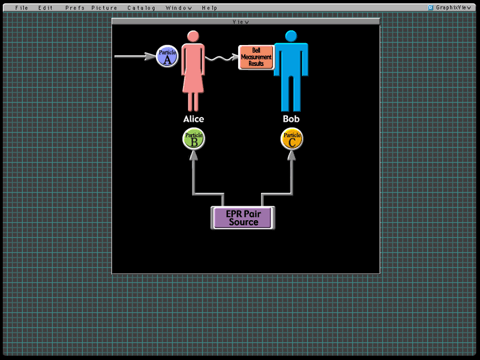 File Edit Prefs Picture Catalog Window Help GraphixView
View
Particle
A
Bell
Measurement
Results
Alice
Bob
Particle
B
Particle
C
EPR Pair
Source